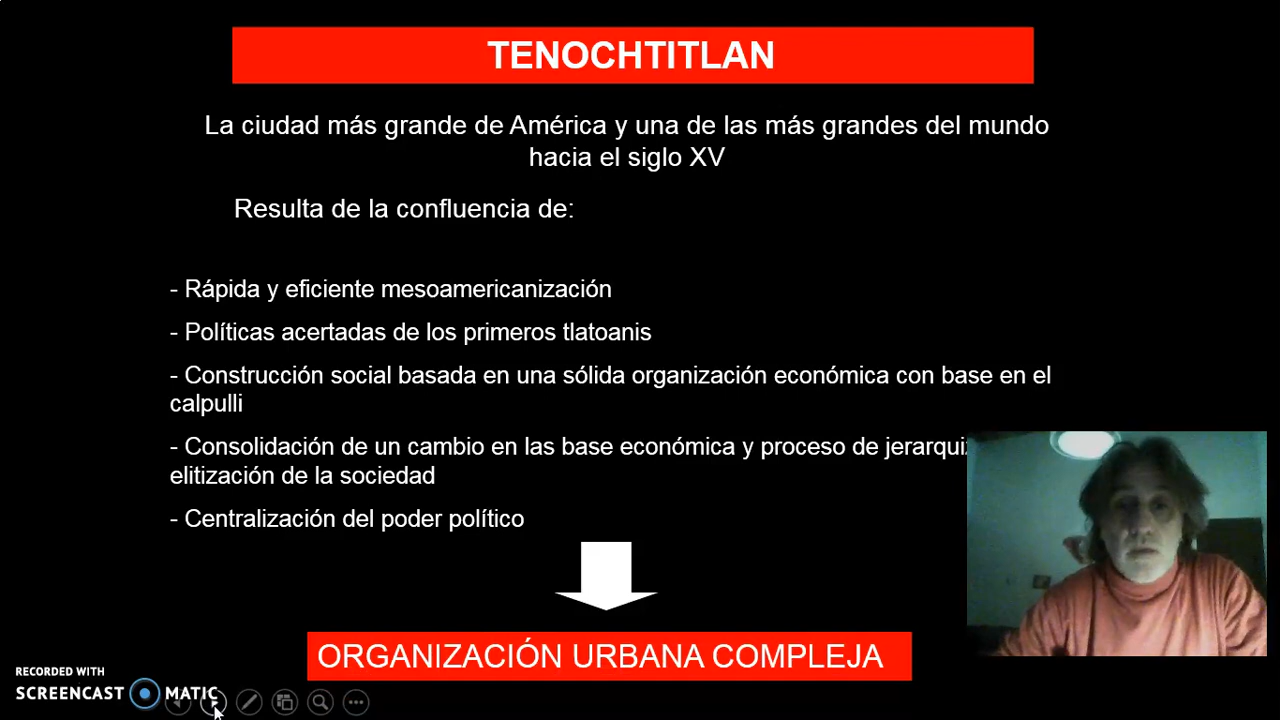 TENOCHTITLAN
La ciudad más grande de América y una de las más grandes del mundo
hacia el siglo XV
Resulta de la confluencia de:
- Rápida y eficiente mesoamericanización
- Políticas acertadas de los primeros tlatoanis
- Construcción social basada en una sólida organización económica con base en el
calpulli
- Consolidación de un cambio en las base económica y proceso de
elitización de la sociedad
- Centralización del poder político
ORGANIZACIÓN URBANA COMPLEJA
RECORDED WITH
SCREENCAST MATIC